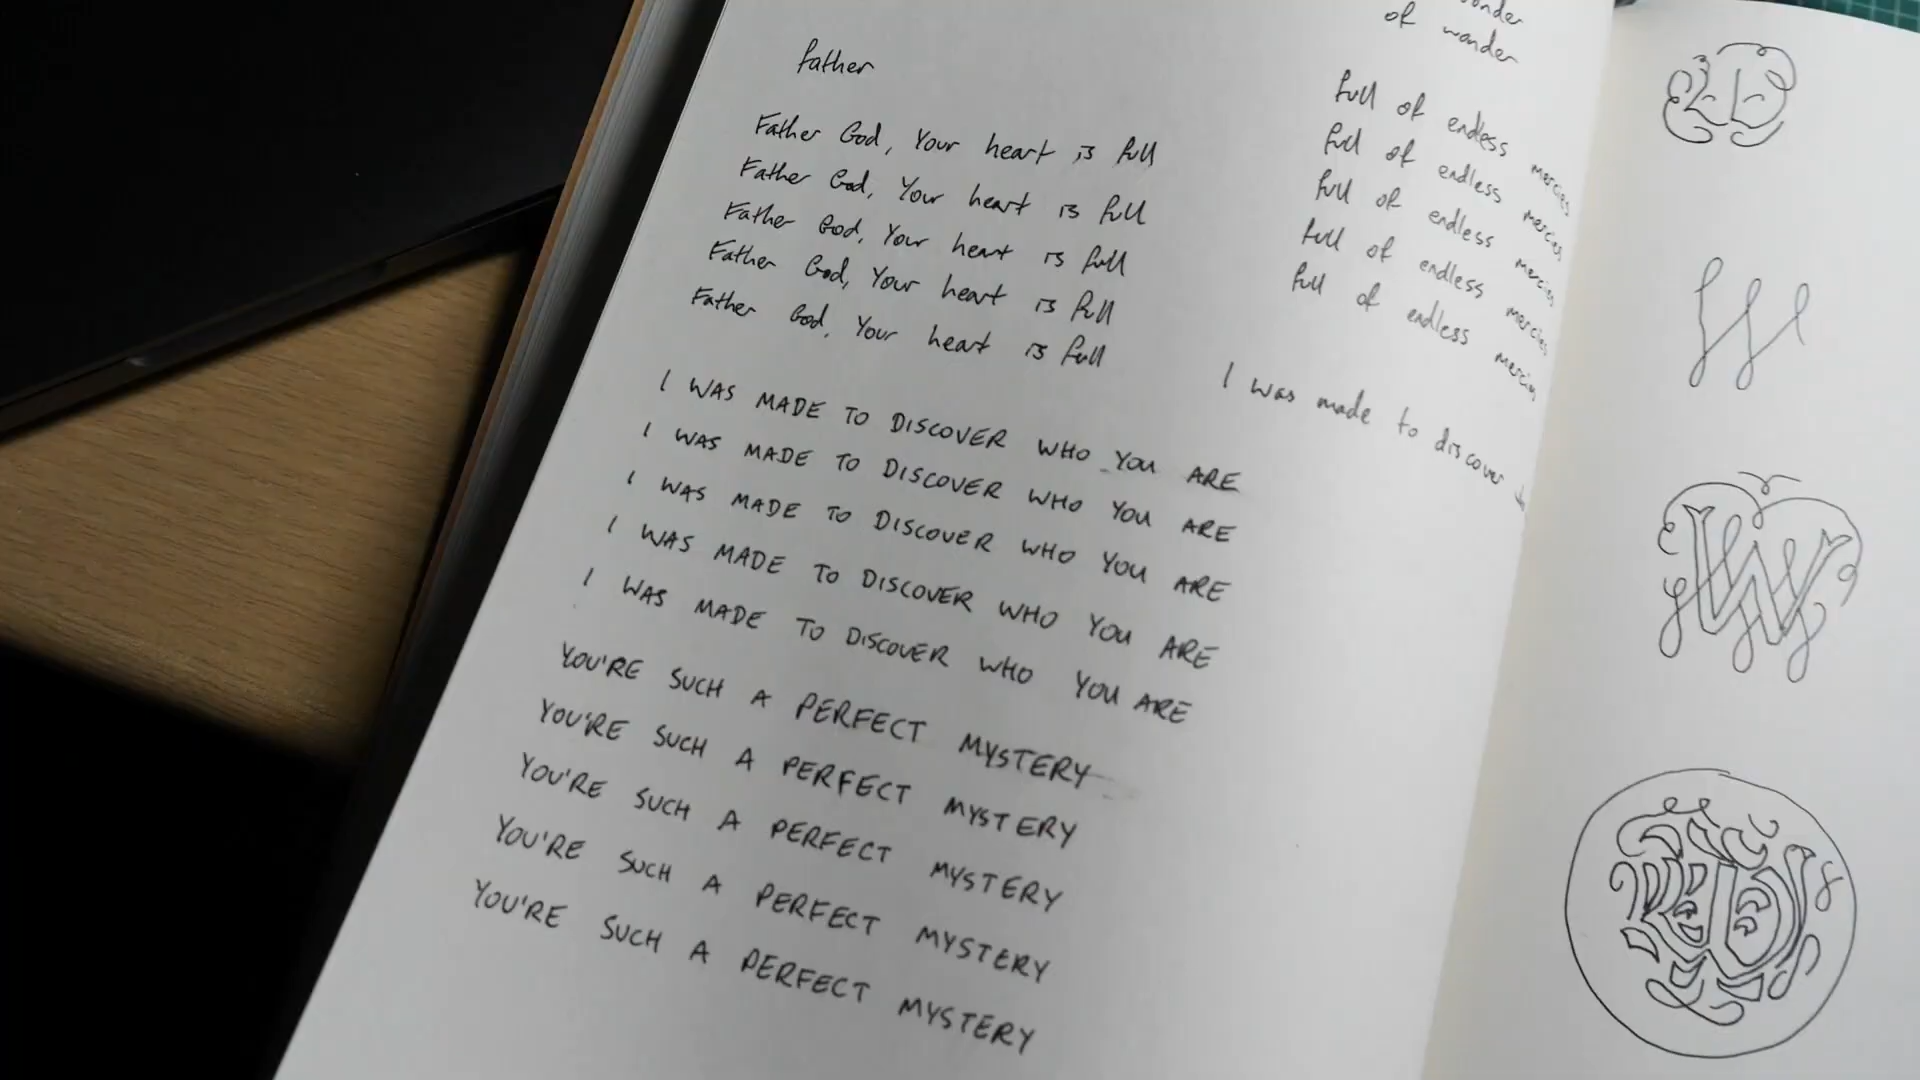 father
Father God, Your heart is full
Father God, Your heart is full
Father God, Your heart is full
Father God, Your heart is full
Father God, Your heart is full
I WAS MADE TO DISCOVER WHO YOU ARE
I WAS MADE TO DISCOVER WHO YOU ARE
I WAS MADE TO DISCOVER WHO YOU ARE
I WAS MADE TO DISCOVER WHO YOU ARE
I WAS MADE TO DISCOVER WHO YOU ARE
YOU'RE SUCH A PERFECT MYSTERY
YOU'RE SUCH A PERFECT MYSTERY
YOU'RE SUCH A PERFECT MYSTERY
YOU'RE SUCH A PERFECT MYSTERY
YOU'RE SUCH A PERFECT MYSTERY
wonder
of wonder
full of endless mercies
full of endless mercies
full of endless mercies
full of endless mercies
full of endless mercies
I was made to discover
W
W